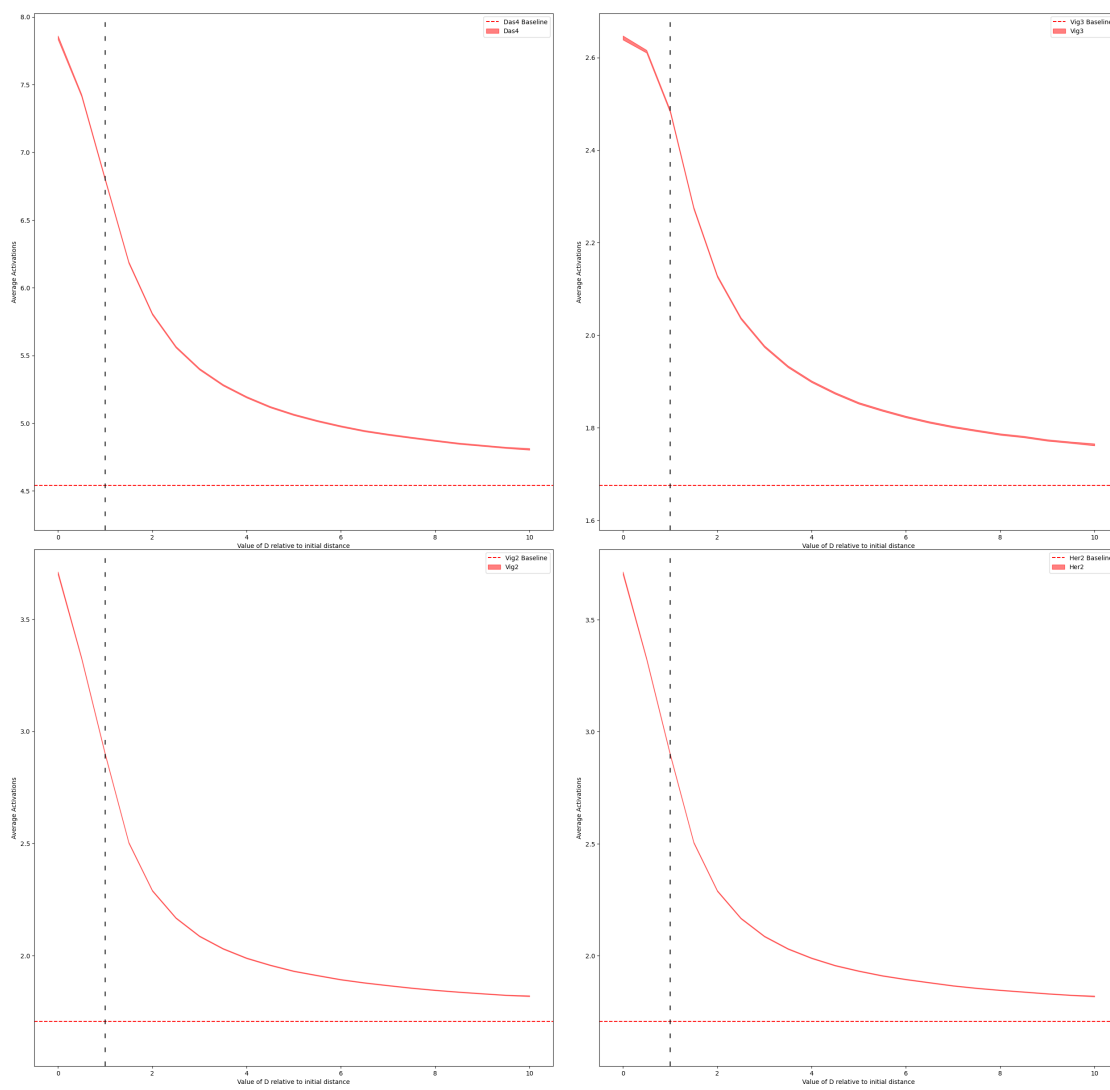 Das4 Baseline
Das4
Average Activations
8.0
7.5
7.0
6.5
6.0
5.5
5.0
4.5
0
2
4
6
8
10
Value of D relative to initial distance
Vig3 Baseline
Vig3
Average Activations
2.6
2.4
2.2
2.0
1.8
1.6
0
2
4
6
8
10
Value of D relative to initial distance
Vig2 Baseline
Vig2
Average Activations
3.5
3.0
2.5
2.0
0
2
4
6
8
10
Value of D relative to initial distance
Her2 Baseline
Her2
Average Activations
3.5
3.0
2.5
2.0
0
2
4
6
8
10
Value of D relative to initial distance